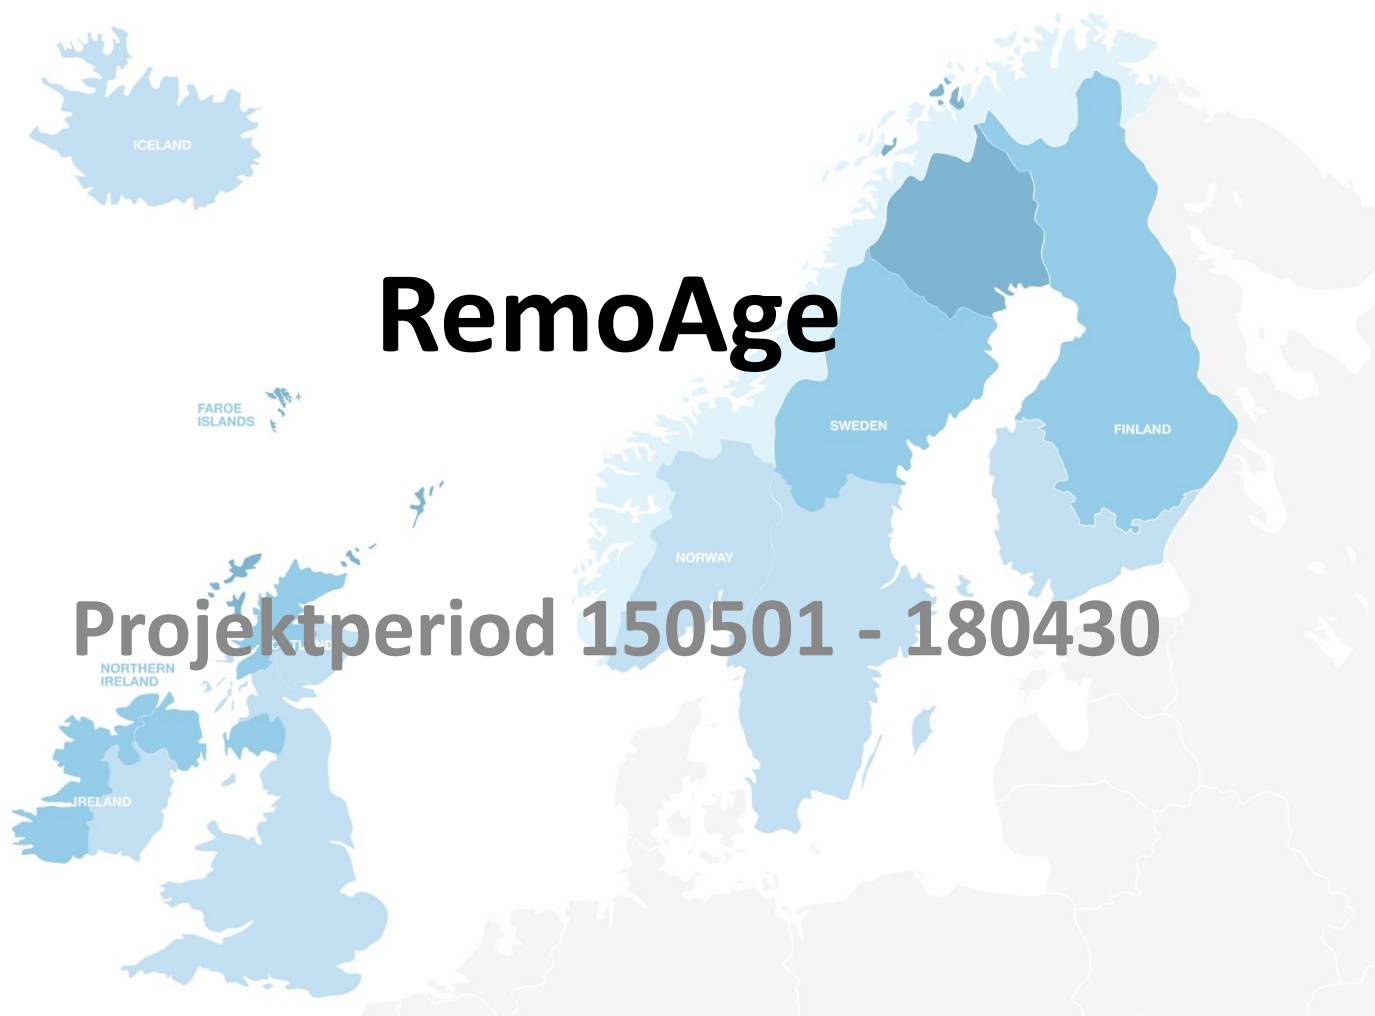 ICELAND
RemoAge
FAROE
ISLANDS
SWEDEN
FINLAND
NORWAY
Projektperiod 150501 - 180430
NORTHERN
IRELAND
IRELAND